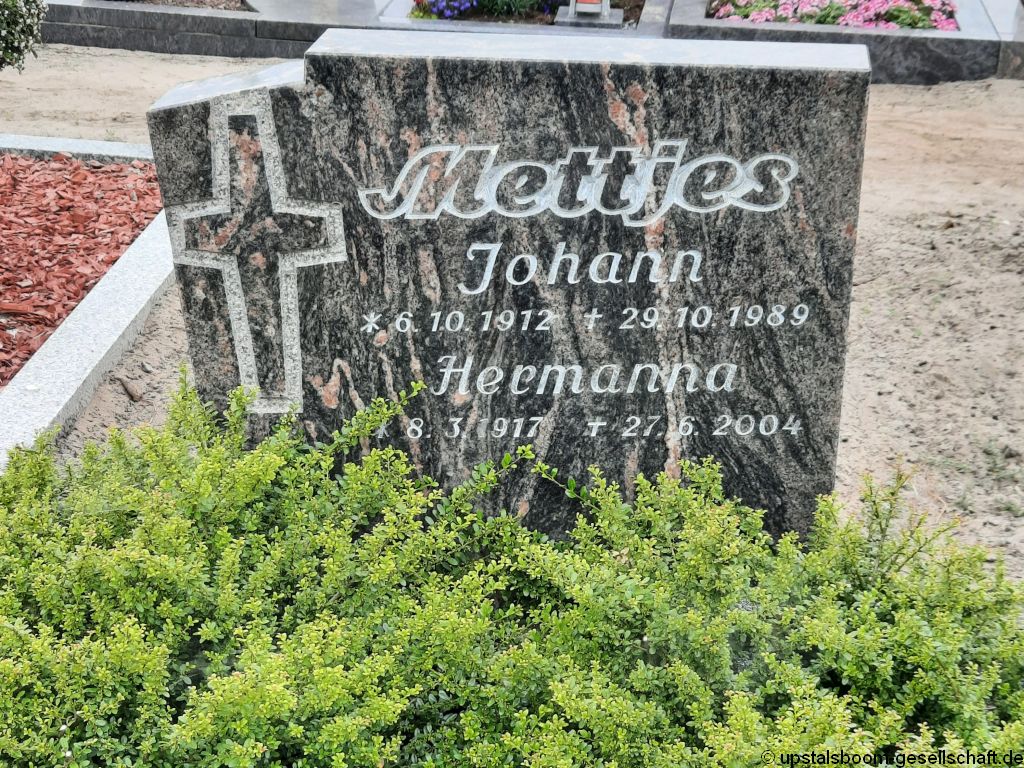 Mettjes
Johann
* 6. 10. 1912 ✝ 29. 10. 1989
Hermanna
* 8. 3. 1917 ✝ 27. 6. 2004
© upstalsboom-gesellschaft.de